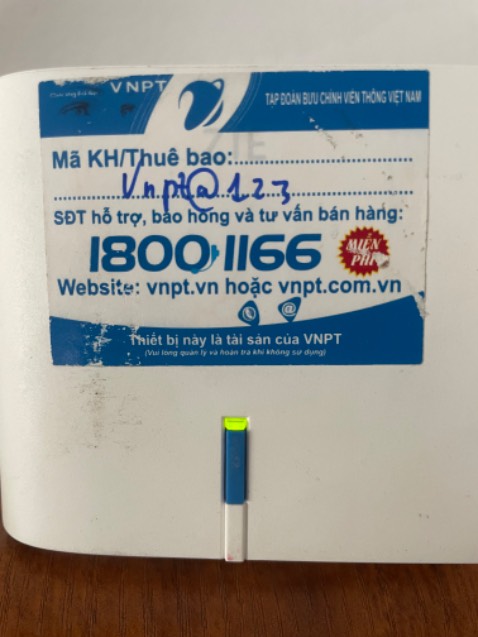 VNPT
TẬP ĐOÀN BƯU CHÍNH VIỄN THÔNG VIỆT NAM
ZTE
Mã KH/Thuê bao:
Vnpt@123
SĐT hỗ trợ, báo hỏng và tư vấn bán hàng:
18001166 MIỄN PHÍ
Website: vnpt.vn hoặc vnpt.com.vn
Thiết bị này là tài sản của VNPT
(Vui lòng quản lý và hoàn trả khi không sử dụng)